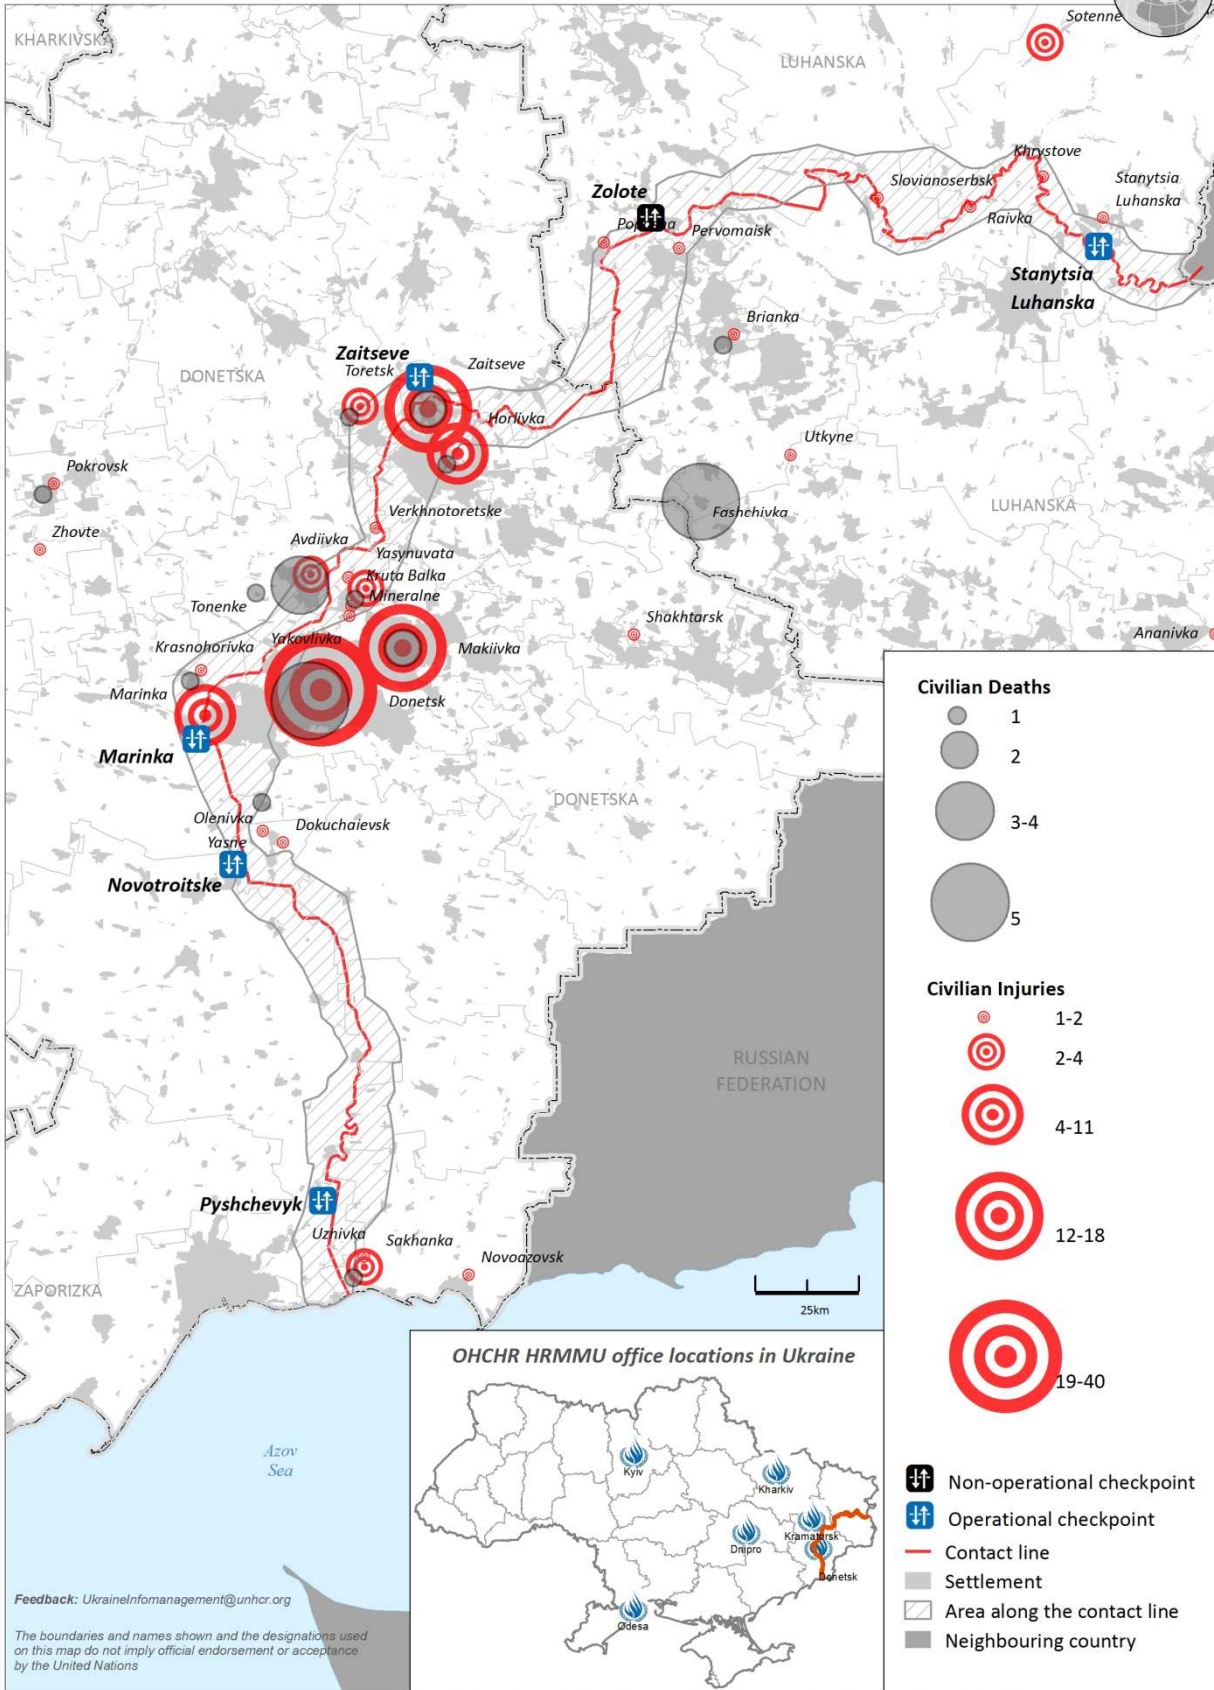 Sotenne
KHARKIVSKA
LUHANSKA
Khrystove
Zolote
Slovianoserbsk
Stanytsia
Luhanska
Raivka
Pervomaisk
Stanytsia
Luhanska
Brianka
Zaitseve
Zaitseve
Toretsk
DONETSKA
Horlivka
Utkyne
Pokrovsk
LUHANSKA
Verkhnotoretske
Fashchivka
Zhovte
Avdiivka
Yasynuvata
Kruta Balka
Mineralne
Tonenke
Shakhtarsk
Ananivka
Krasnohorivka
Yakovlivka
Makiivka
Marinka
Donetsk
Marinka
DONETSKA
Olenivka
Dokuchaievsk
Yasne
Novotroitske
RUSSIAN
FEDERATION
Pyshchevyk
Uzhivka
Sakhanka
Novoazovsk
ZAPORIZKA
25km
Azov
Sea
Civilian Deaths
1
2
3-4
5
Civilian Injuries
1-2
2-4
4-11
12-18
19-40
Non-operational checkpoint
Operational checkpoint
Contact line
Settlement
Area along the contact line
Neighbouring country
OHCHR HRMMU office locations in Ukraine
Kyiv
Kharkiv
Kramatorsk
Dnipro
Donetsk
Odesa
Feedback: UkraineInfomanagement@unhcr.org
The boundaries and names shown and the designations used
on this map do not imply official endorsement or acceptance
by the United Nations